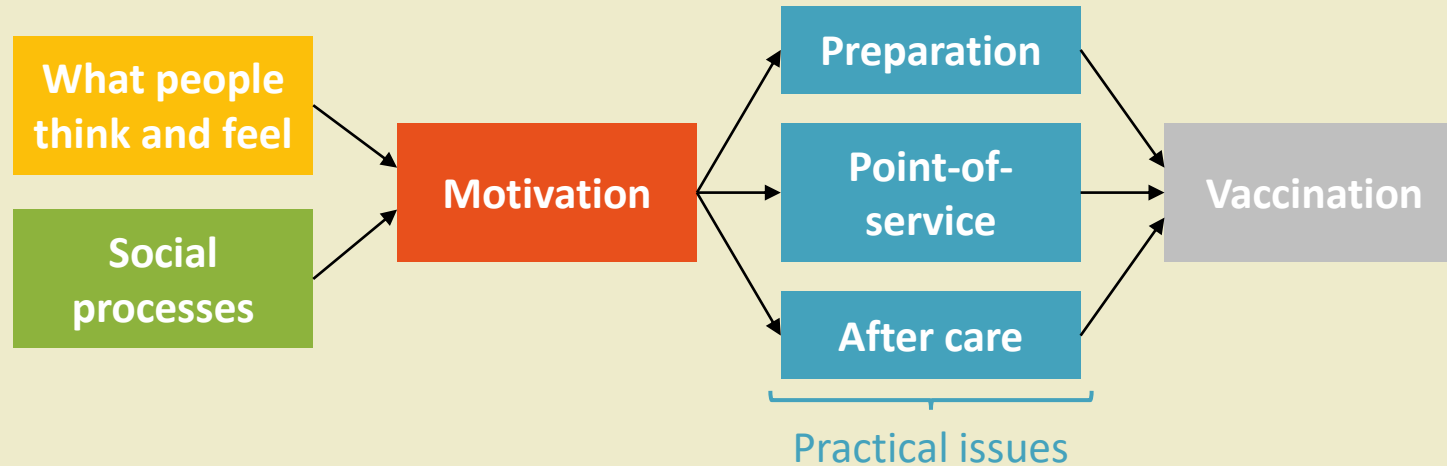 What people
think and feel
Social
processes
Motivation
Preparation
Point-of-
service
After care
Practical issues
Vaccination